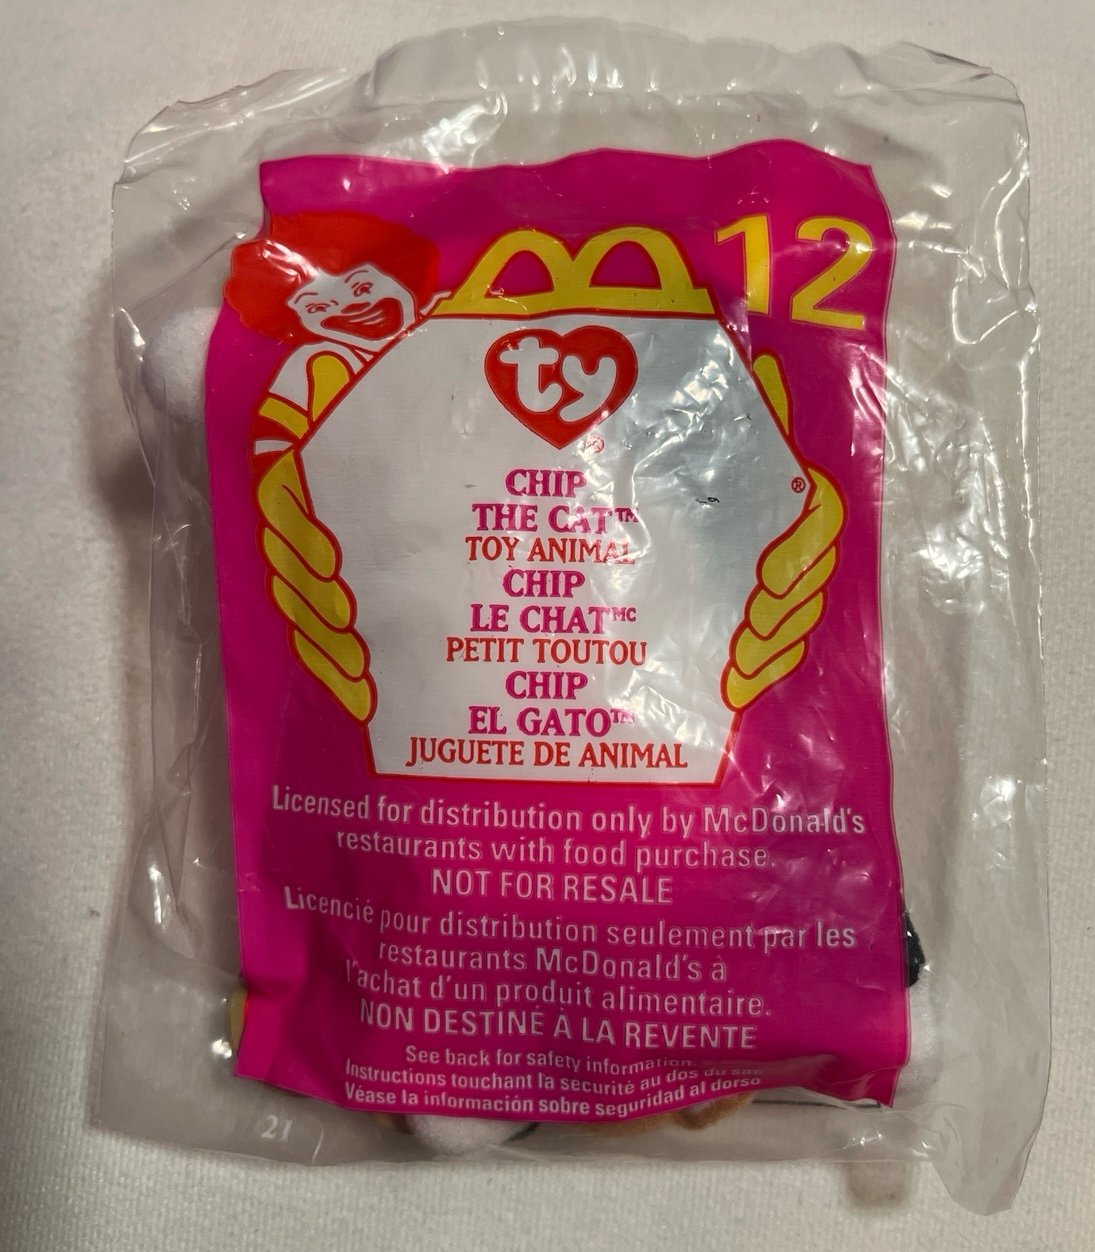 12
ty®
®
CHIP
THE CAT™
TOY ANIMAL
CHIP
LE CHATMC
PETIT TOUTOU
CHIP
EL GATO™
JUGUETE DE ANIMAL
Licensed for distribution only by McDonald's
restaurants with food purchase.
NOT FOR RESALE
Licencié pour distribution seulement par les
restaurants McDonald's à
l'achat d'un produit alimentaire.
NON DESTINÉ À LA REVENTE
See back for safety information.
Instructions touchant la sécurité au dos du sac
Véase la información sobre seguridad al dorso
21